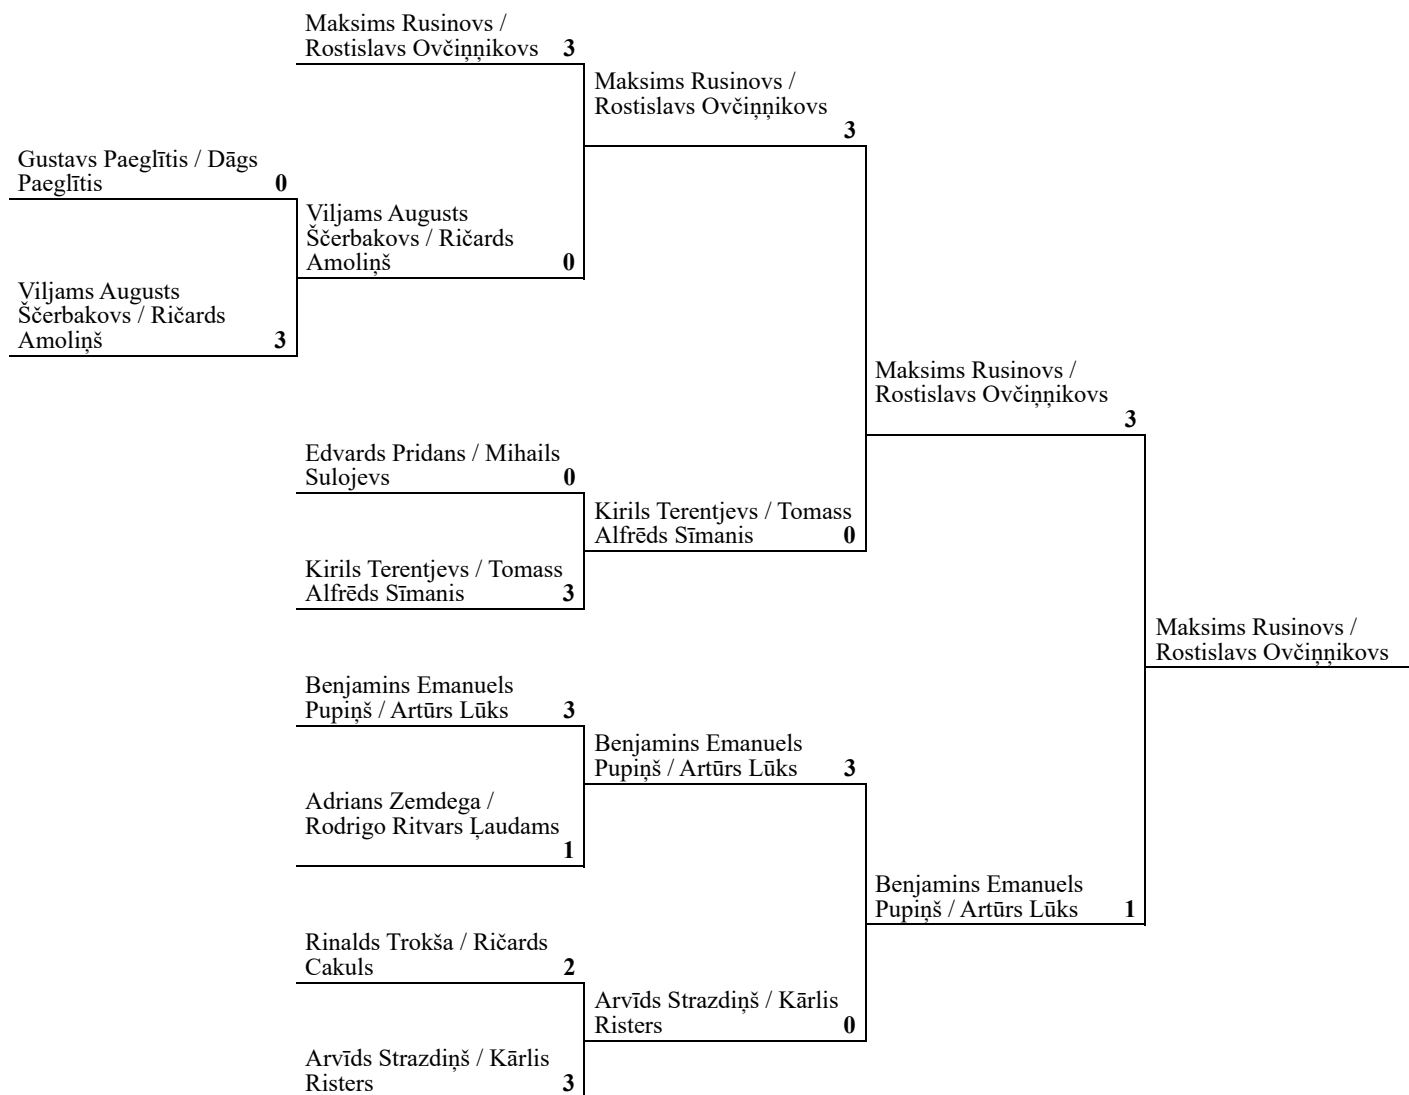 Maksims Rusinovs /
Rostislavs Ovčiņņikovs 3
Maksims Rusinovs /
Rostislavs Ovčiņņikovs
3
Gustavs Paeglītis / Dāgs
Paeglītis 0
Viljams Augusts
Ščerbakovs / Ričards
Amoliņš 0
Viljams Augusts
Ščerbakovs / Ričards
Amoliņš 3
Maksims Rusinovs /
Rostislavs Ovčiņņikovs
3
Edvards Pridans / Mihails
Sulojevs 0
Kirils Terentjevs / Tomass
Alfrēds Sīmanis 0
Kirils Terentjevs / Tomass
Alfrēds Sīmanis 3
Maksims Rusinovs /
Rostislavs Ovčiņņikovs
Benjamins Emanuels
Pupiņš / Artūrs Lūks 3
Benjamins Emanuels
Pupiņš / Artūrs Lūks 3
Adrians Zemdega /
Rodrigo Ritvars Ļaudams
1
Benjamins Emanuels
Pupiņš / Artūrs Lūks 1
Rinalds Trokša / Ričards
Cakuls 2
Arvīds Strazdiņš / Kārlis
Risters 0
Arvīds Strazdiņš / Kārlis
Risters 3